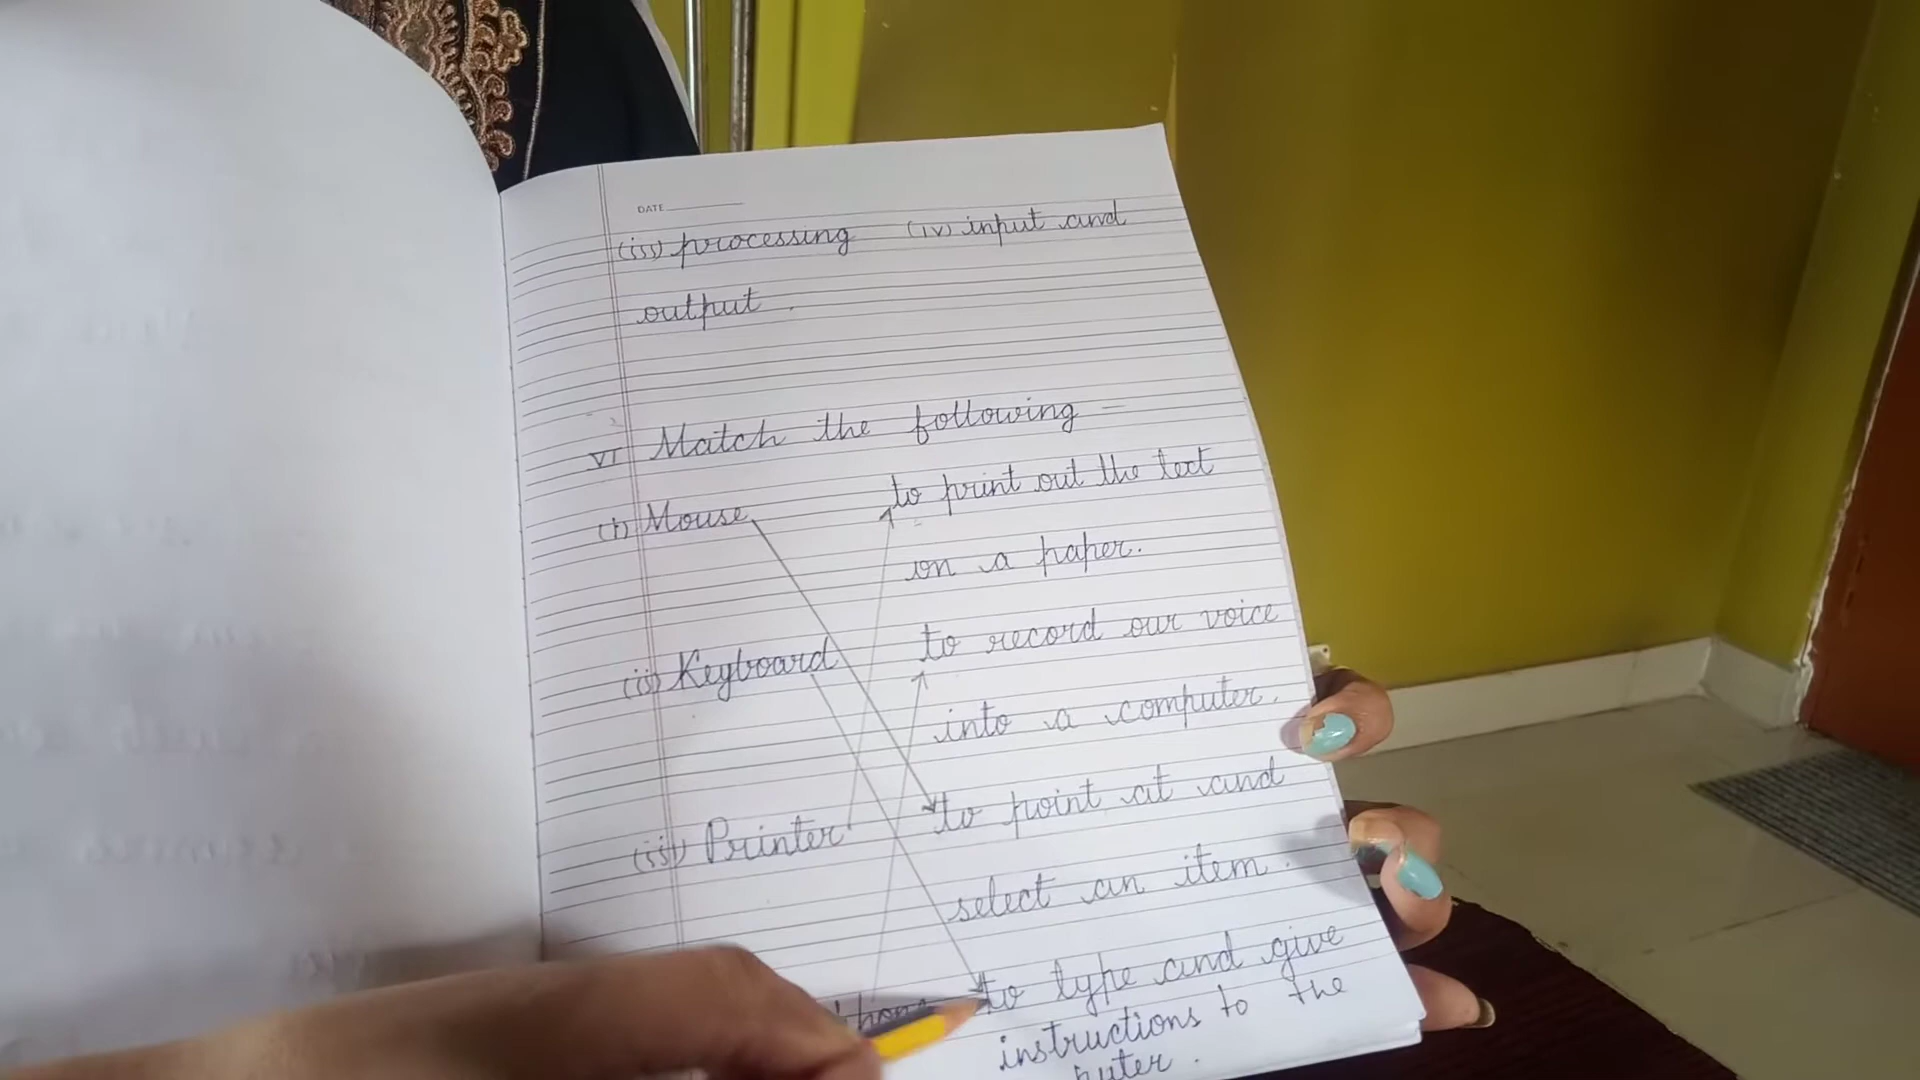 DATE
(iii) processing (iv) input and
output.
VI Match the following -
(i) Mouse to print out the text
on a paper.
(ii) Keyboard to record our voice
into a computer.
(iii) Printer to point at and
select an item.
to type and give
instructions to the